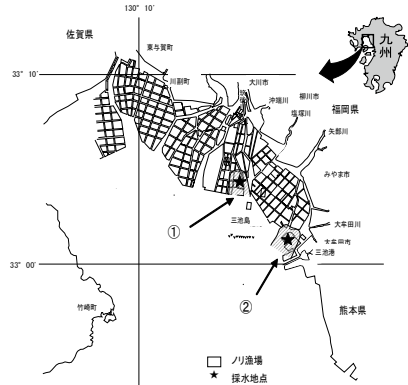 130° 10′
佐賀県
東与賀町
川副町
33° 10′
大川市
沖端川
柳川市
塩塚川
福岡県
矢部川
みやま市
九州
①
三池島
大牟田川
大牟田市
三池港
33° 00′
②
竹崎町
熊本県
ノリ漁場
採水地点